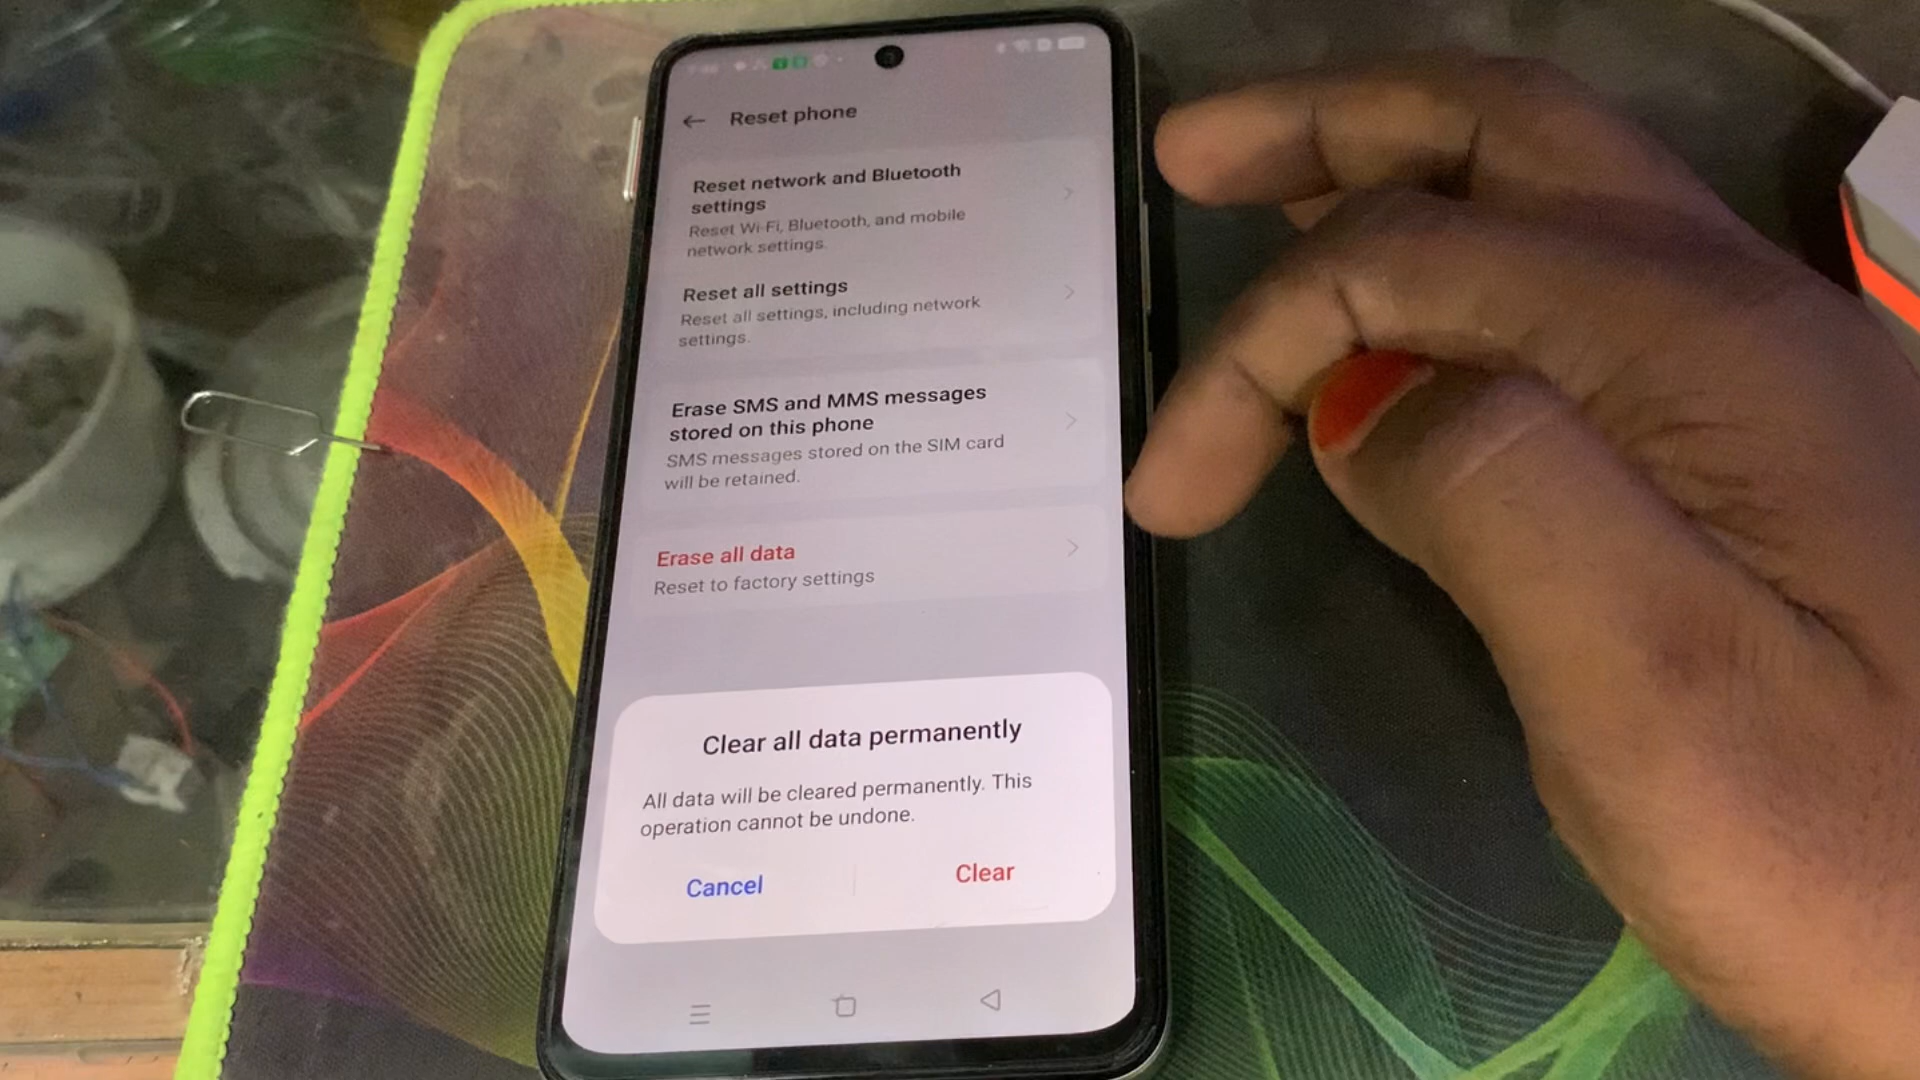 Reset phone
Reset network and Bluetooth
settings
Reset Wi-Fi, Bluetooth, and mobile
network settings.
Reset all settings
Reset all settings, including network
settings.
Erase SMS and MMS messages
stored on this phone
SMS messages stored on the SIM card
will be retained.
Erase all data
Reset to factory settings
Clear all data permanently
All data will be cleared permanently. This
operation cannot be undone.
Cancel
Clear